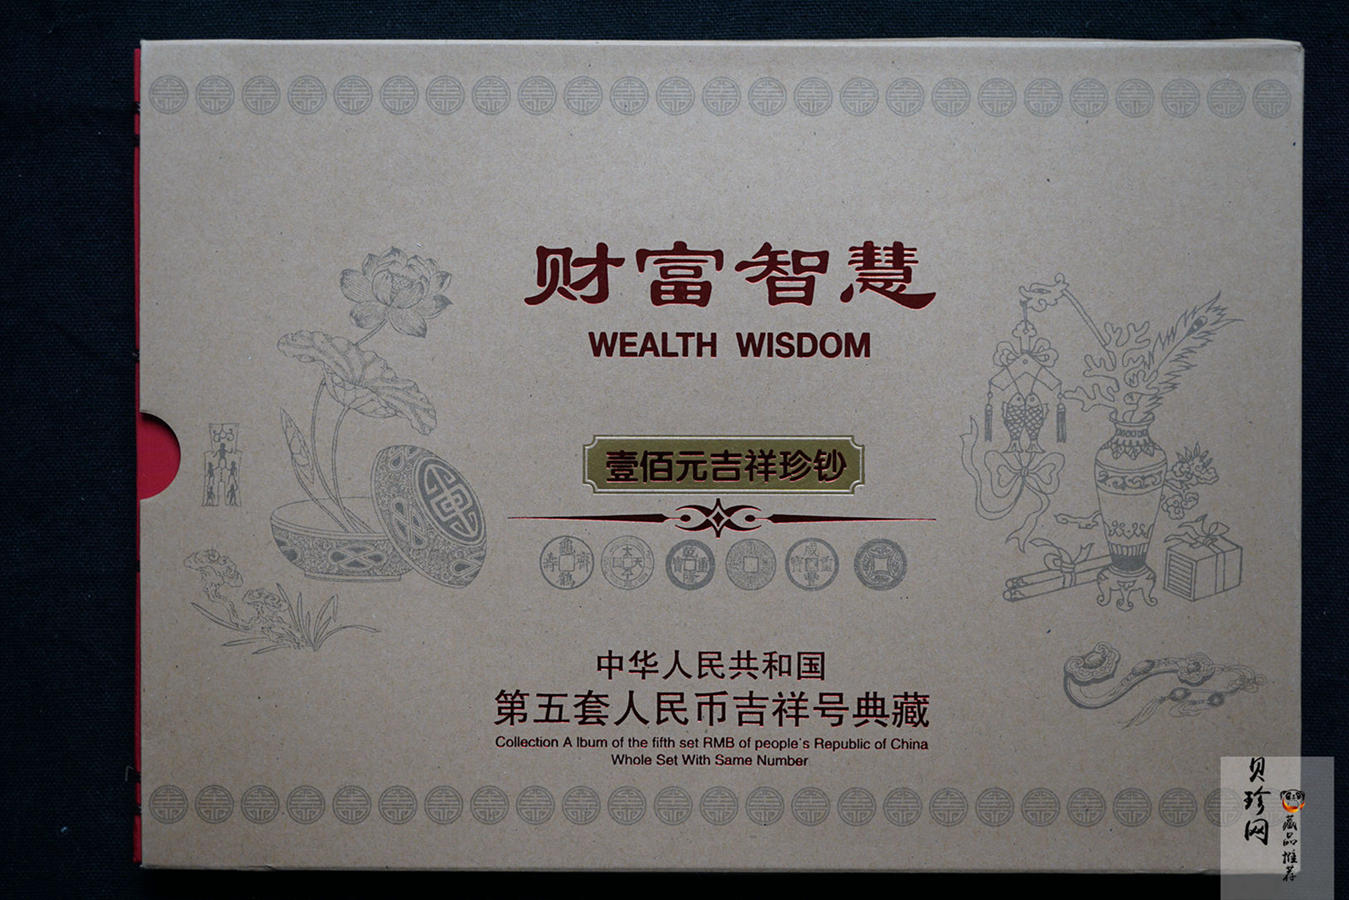 财富智慧
WEALTH WISDOM
壹佰元吉祥珍钞
中华人民共和国
第五套人民币吉祥号典藏
Collection A lbum of the fifth set RMB of people's Republic of China
Whole Set With Same Number
贝珍网
藏品推荐